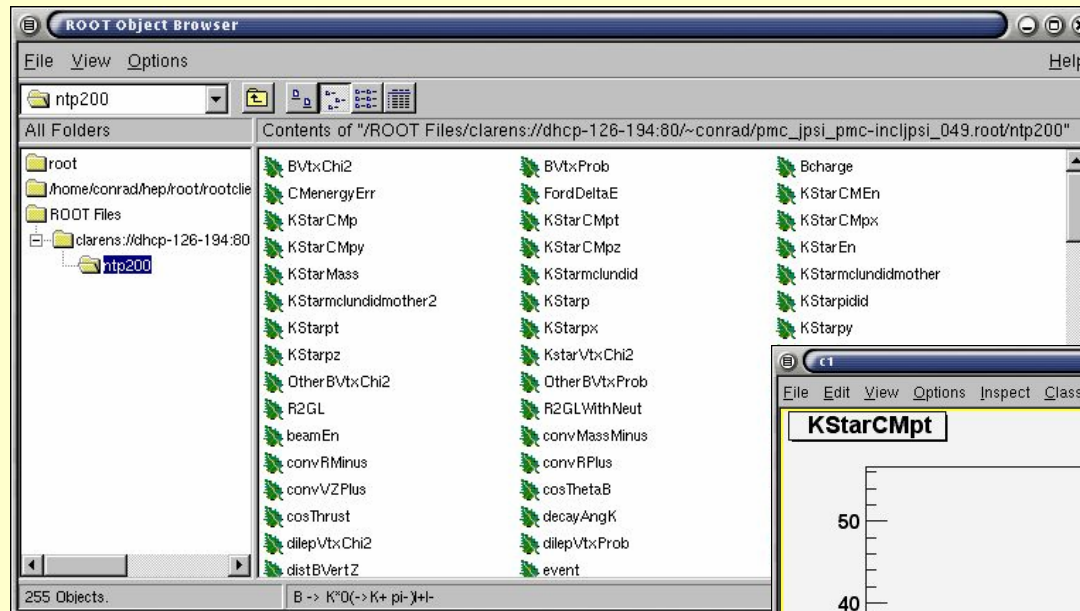 ROOT Object Browser
File View Options Help
ntp200
All Folders
Contents of "/ROOT Files/clarens://dhcp-126-194:80/~conrad/pmc_jpsi_pmc-incljpsi_049.root/ntp200"
root
/home/conrad/hep/root/rootclie
ROOT Files
clarens://dhcp-126-194:80
ntp200
BVtxChi2 BVtxProb Bcharge
CMenergyErr FordDeltaE KStarCMEn
KStarCMp KStarCMpt KStarCMpx
KStarCMpy KStarCMpz KStarEn
KStarMass KStarmclundid KStarmclundidmother
KStarmclundidmother2 KStarp KStarpidid
KStarpt KStarpx KStarpy
KStarpz KstarVtxChi2
OtherBVtxChi2 OtherBVtxProb
R2GL R2GLWithNeut
beamEn convMassMinus
convRMinus convRPlus
convVZPlus cosThetaB
cosThrust decayAngK
dilepVtxChi2 dilepVtxProb
distBVertZ event
255 Objects. B -> K*0(->K+ pi-)l+l-
c1
File Edit View Options Inspect Class
KStarCMpt
50
40